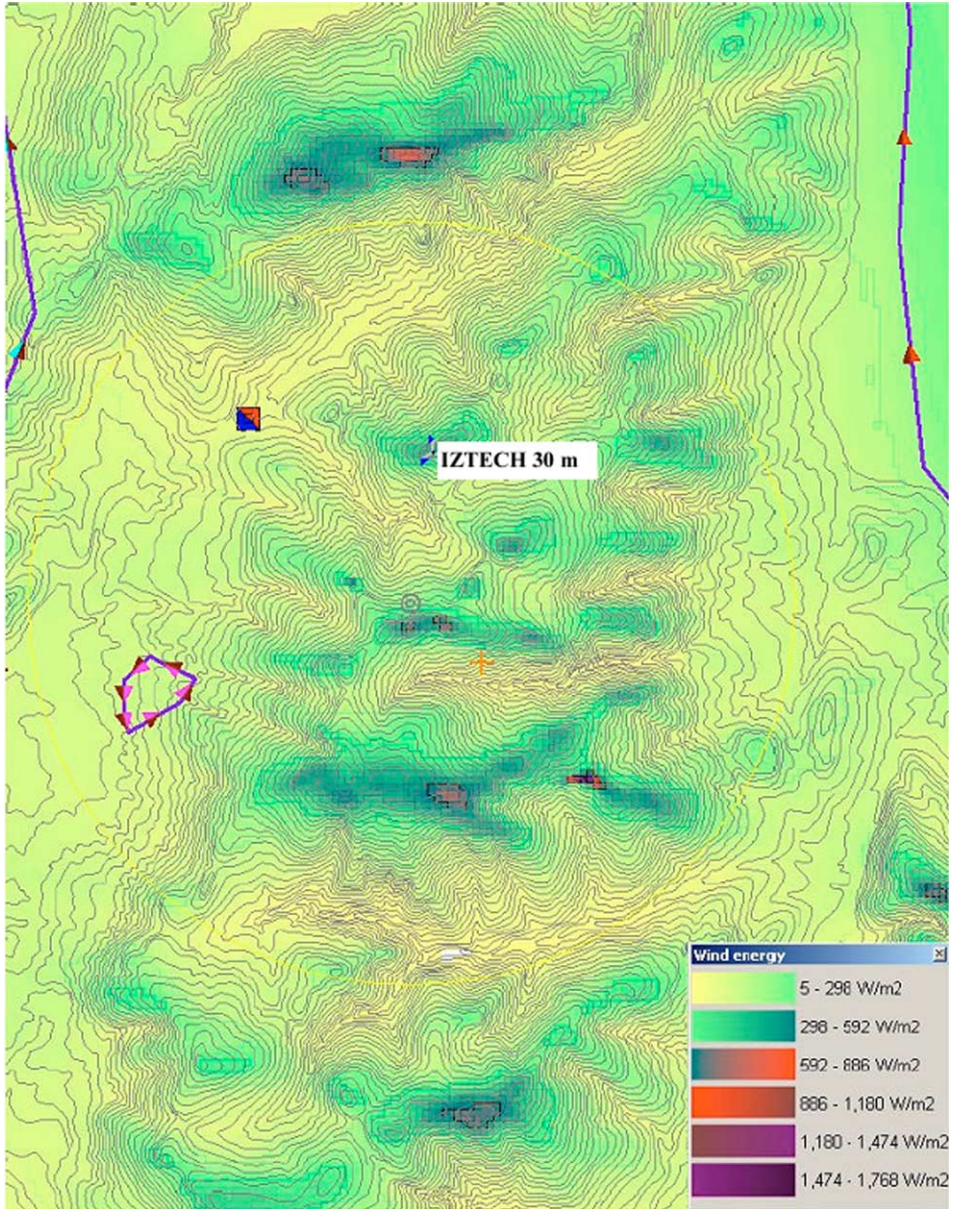 IZTECH 30 m
Wind energy
5 - 298 W/m2
298 - 592 W/m2
592 - 886 W/m2
886 - 1,180 W/m2
1,180 - 1,474 W/m2
1,474 - 1,768 W/m2